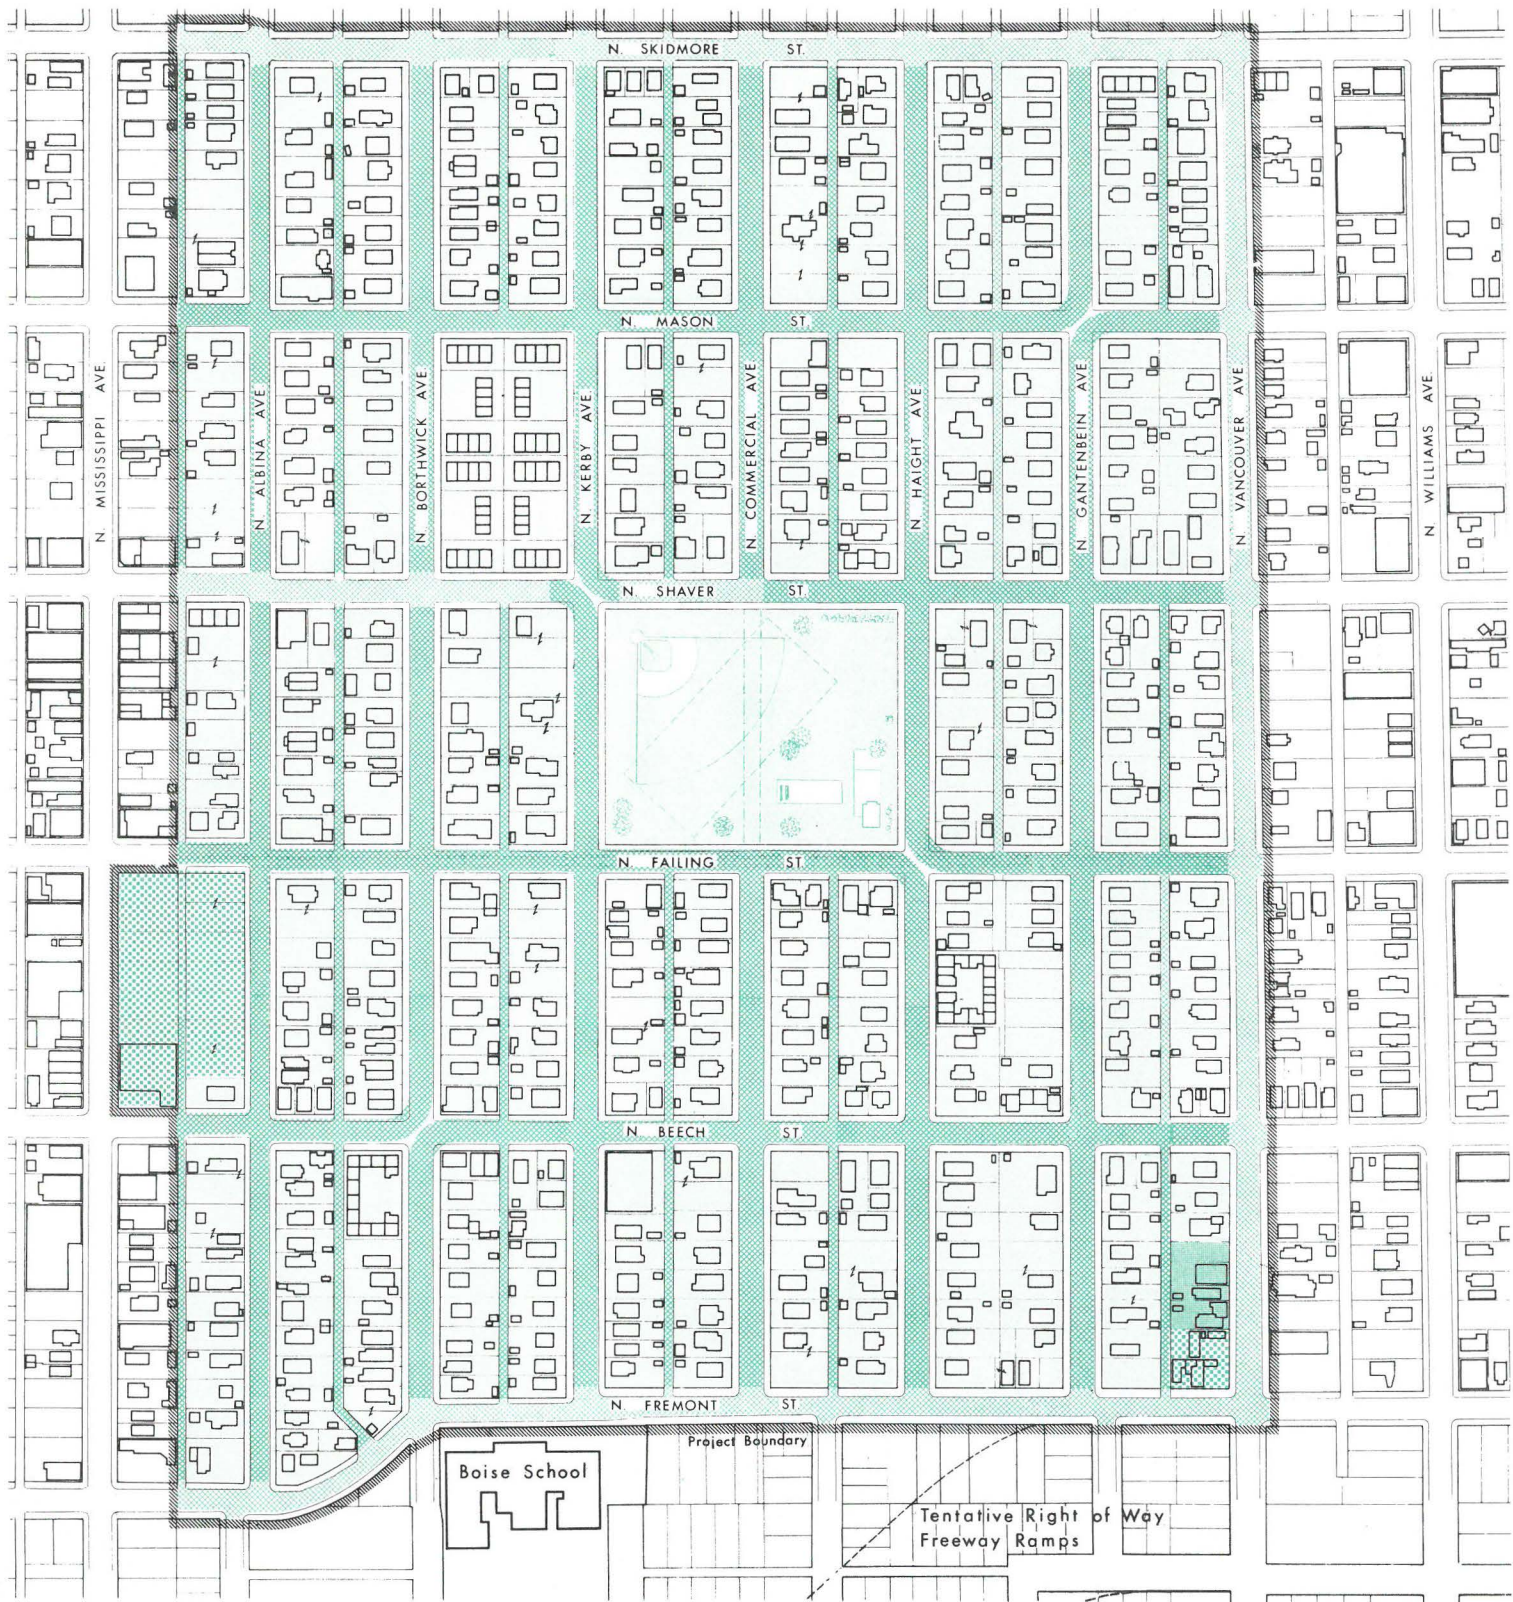 N. SKIDMORE ST.
N. MASON ST.
N. MISSISSIPPI AVE.
N. ALBINA AVE.
N. BORTHWICK AVE.
N. KERBY AVE.
N. COMMERCIAL AVE.
N. HAIGHT AVE.
N. GANTENBEIN AVE.
N. VANCOUVER AVE.
N. WILLIAMS AVE.
N. SHAVER ST.
N. FAILING ST.
N. BEECH ST.
N. FREMONT ST.
Project Boundary
Boise School
Tentative Right of Way
Freeway Ramps